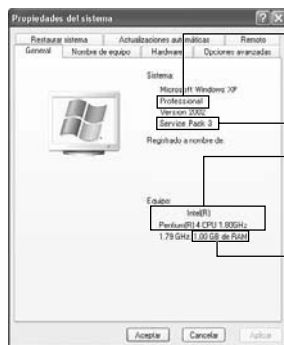 Propiedades del sistema
Restaurar sistema Actualizaciones automáticas Remoto
General Nombre de equipo Hardware Opciones avanzadas
Sistema:
Microsoft Windows XP
Professional
Versión 2002
Service Pack 3
Registrado a nombre de:
Equipo:
Intel(R)
Pentium(R) 4 CPU 1.80GHz
1.79 GHz, 1,00 GB de RAM
Aceptar Cancelar Aplicar